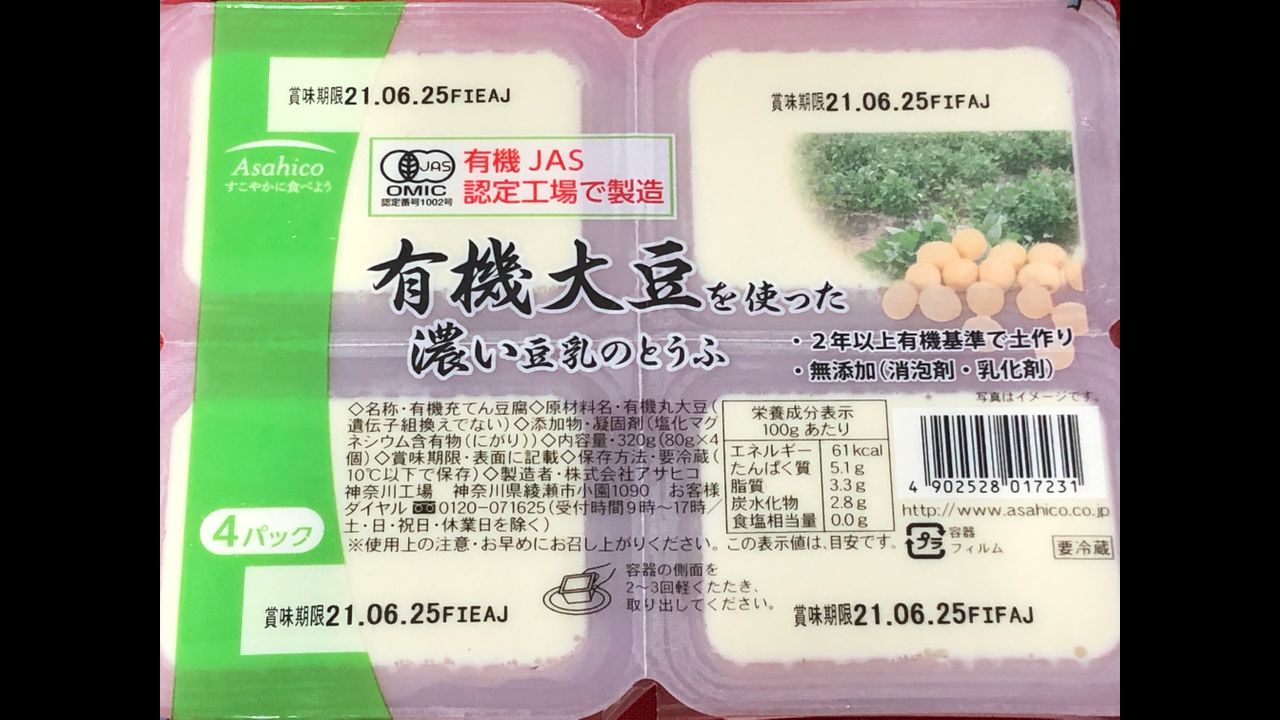 賞味期限21.06.25FIEAJ
賞味期限21.06.25FIFAJ
Asahico
すこやかに食べよう
JAS
OMIC
認定番号1002号
有機 JAS
認定工場で製造
有機大豆を使った
濃い豆乳のとうふ
・2年以上有機基準で土作り
・無添加(消泡剤・乳化剤)
写真はイメージです。
◇名称・有機充てん豆腐◇原材料名・有機丸大豆(
遺伝子組換えでない)◇添加物・凝固剤(塩化マグ
ネシウム含有物(にがり))◇内容量・320g(80g×4
個)◇賞味期限・表面に記載◇保存方法・要冷蔵(
10℃以下で保存)◇製造者・株式会社アサヒコ
神奈川工場 神奈川県綾瀬市小園1090 お客様
ダイヤル 0120-071625(受付時間9時〜17時/
土・日・祝日・休業日を除く)
※使用上の注意・お早めにお召し上がりください。
栄養成分表示
100gあたり
エネルギー 61kcal
たんぱく質 5.1g
脂質 3.3g
炭水化物 2.8g
食塩相当量 0.0g
この表示値は、目安です。
4 902528 017231
http://www.asahico.co.jp
プラ
容器
フィルム
要冷蔵
4パック
容器の側面を
2〜3回軽くたたき、
取り出してください。
賞味期限21.06.25FIEAJ
賞味期限21.06.25FIFAJ